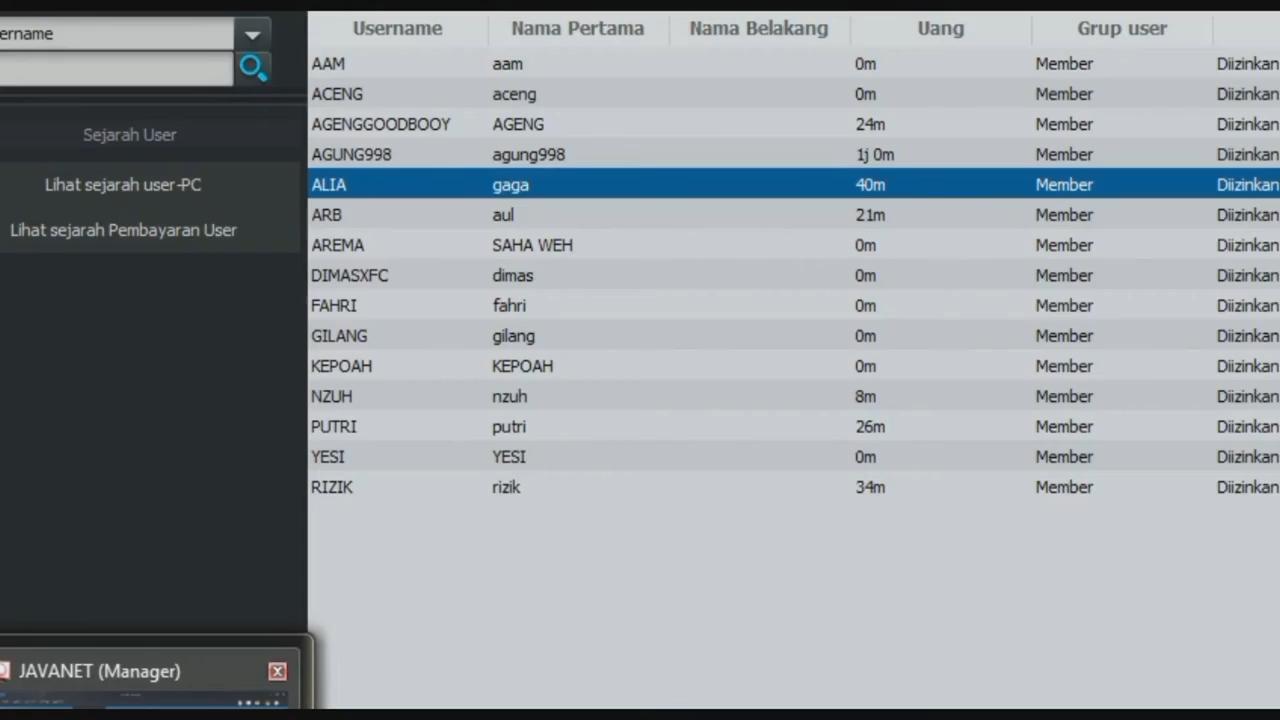 ername
Sejarah User
Lihat sejarah user-PC
Lihat sejarah Pembayaran User
Username Nama Pertama Nama Belakang Uang Grup user
AAM aam 0m Member Diizinkan
ACENG aceng 0m Member Diizinkan
AGENGGOODBOOY AGENG 24m Member Diizinkan
AGUNG998 agung998 1j 0m Member Diizinkan
ALIA gaga 40m Member Diizinkan
ARB aul 21m Member Diizinkan
AREMA SAHA WEH 0m Member Diizinkan
DIMASXFC dimas 0m Member Diizinkan
FAHRI fahri 0m Member Diizinkan
GILANG gilang 0m Member Diizinkan
KEPOAH KEPOAH 0m Member Diizinkan
NZUH nzuh 8m Member Diizinkan
PUTRI putri 26m Member Diizinkan
YESI YESI 0m Member Diizinkan
RIZIK rizik 34m Member Diizinkan
JAVANET (Manager)